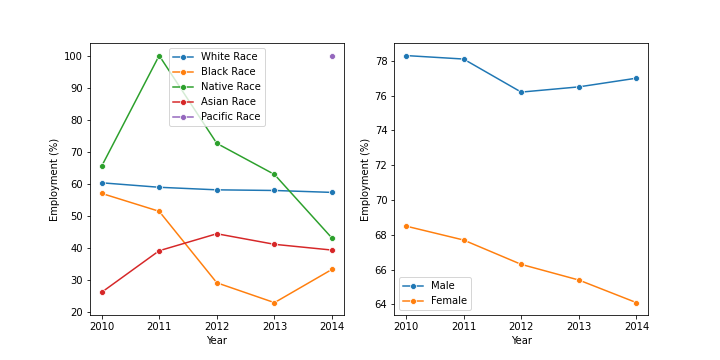 100
90
80
70
60
50
40
30
20
Employment (%)
2010 2011 2012 2013 2014
Year
White Race
Black Race
Native Race
Asian Race
Pacific Race
78
76
74
72
70
68
66
64
Employment (%)
2010 2011 2012 2013 2014
Year
Male
Female